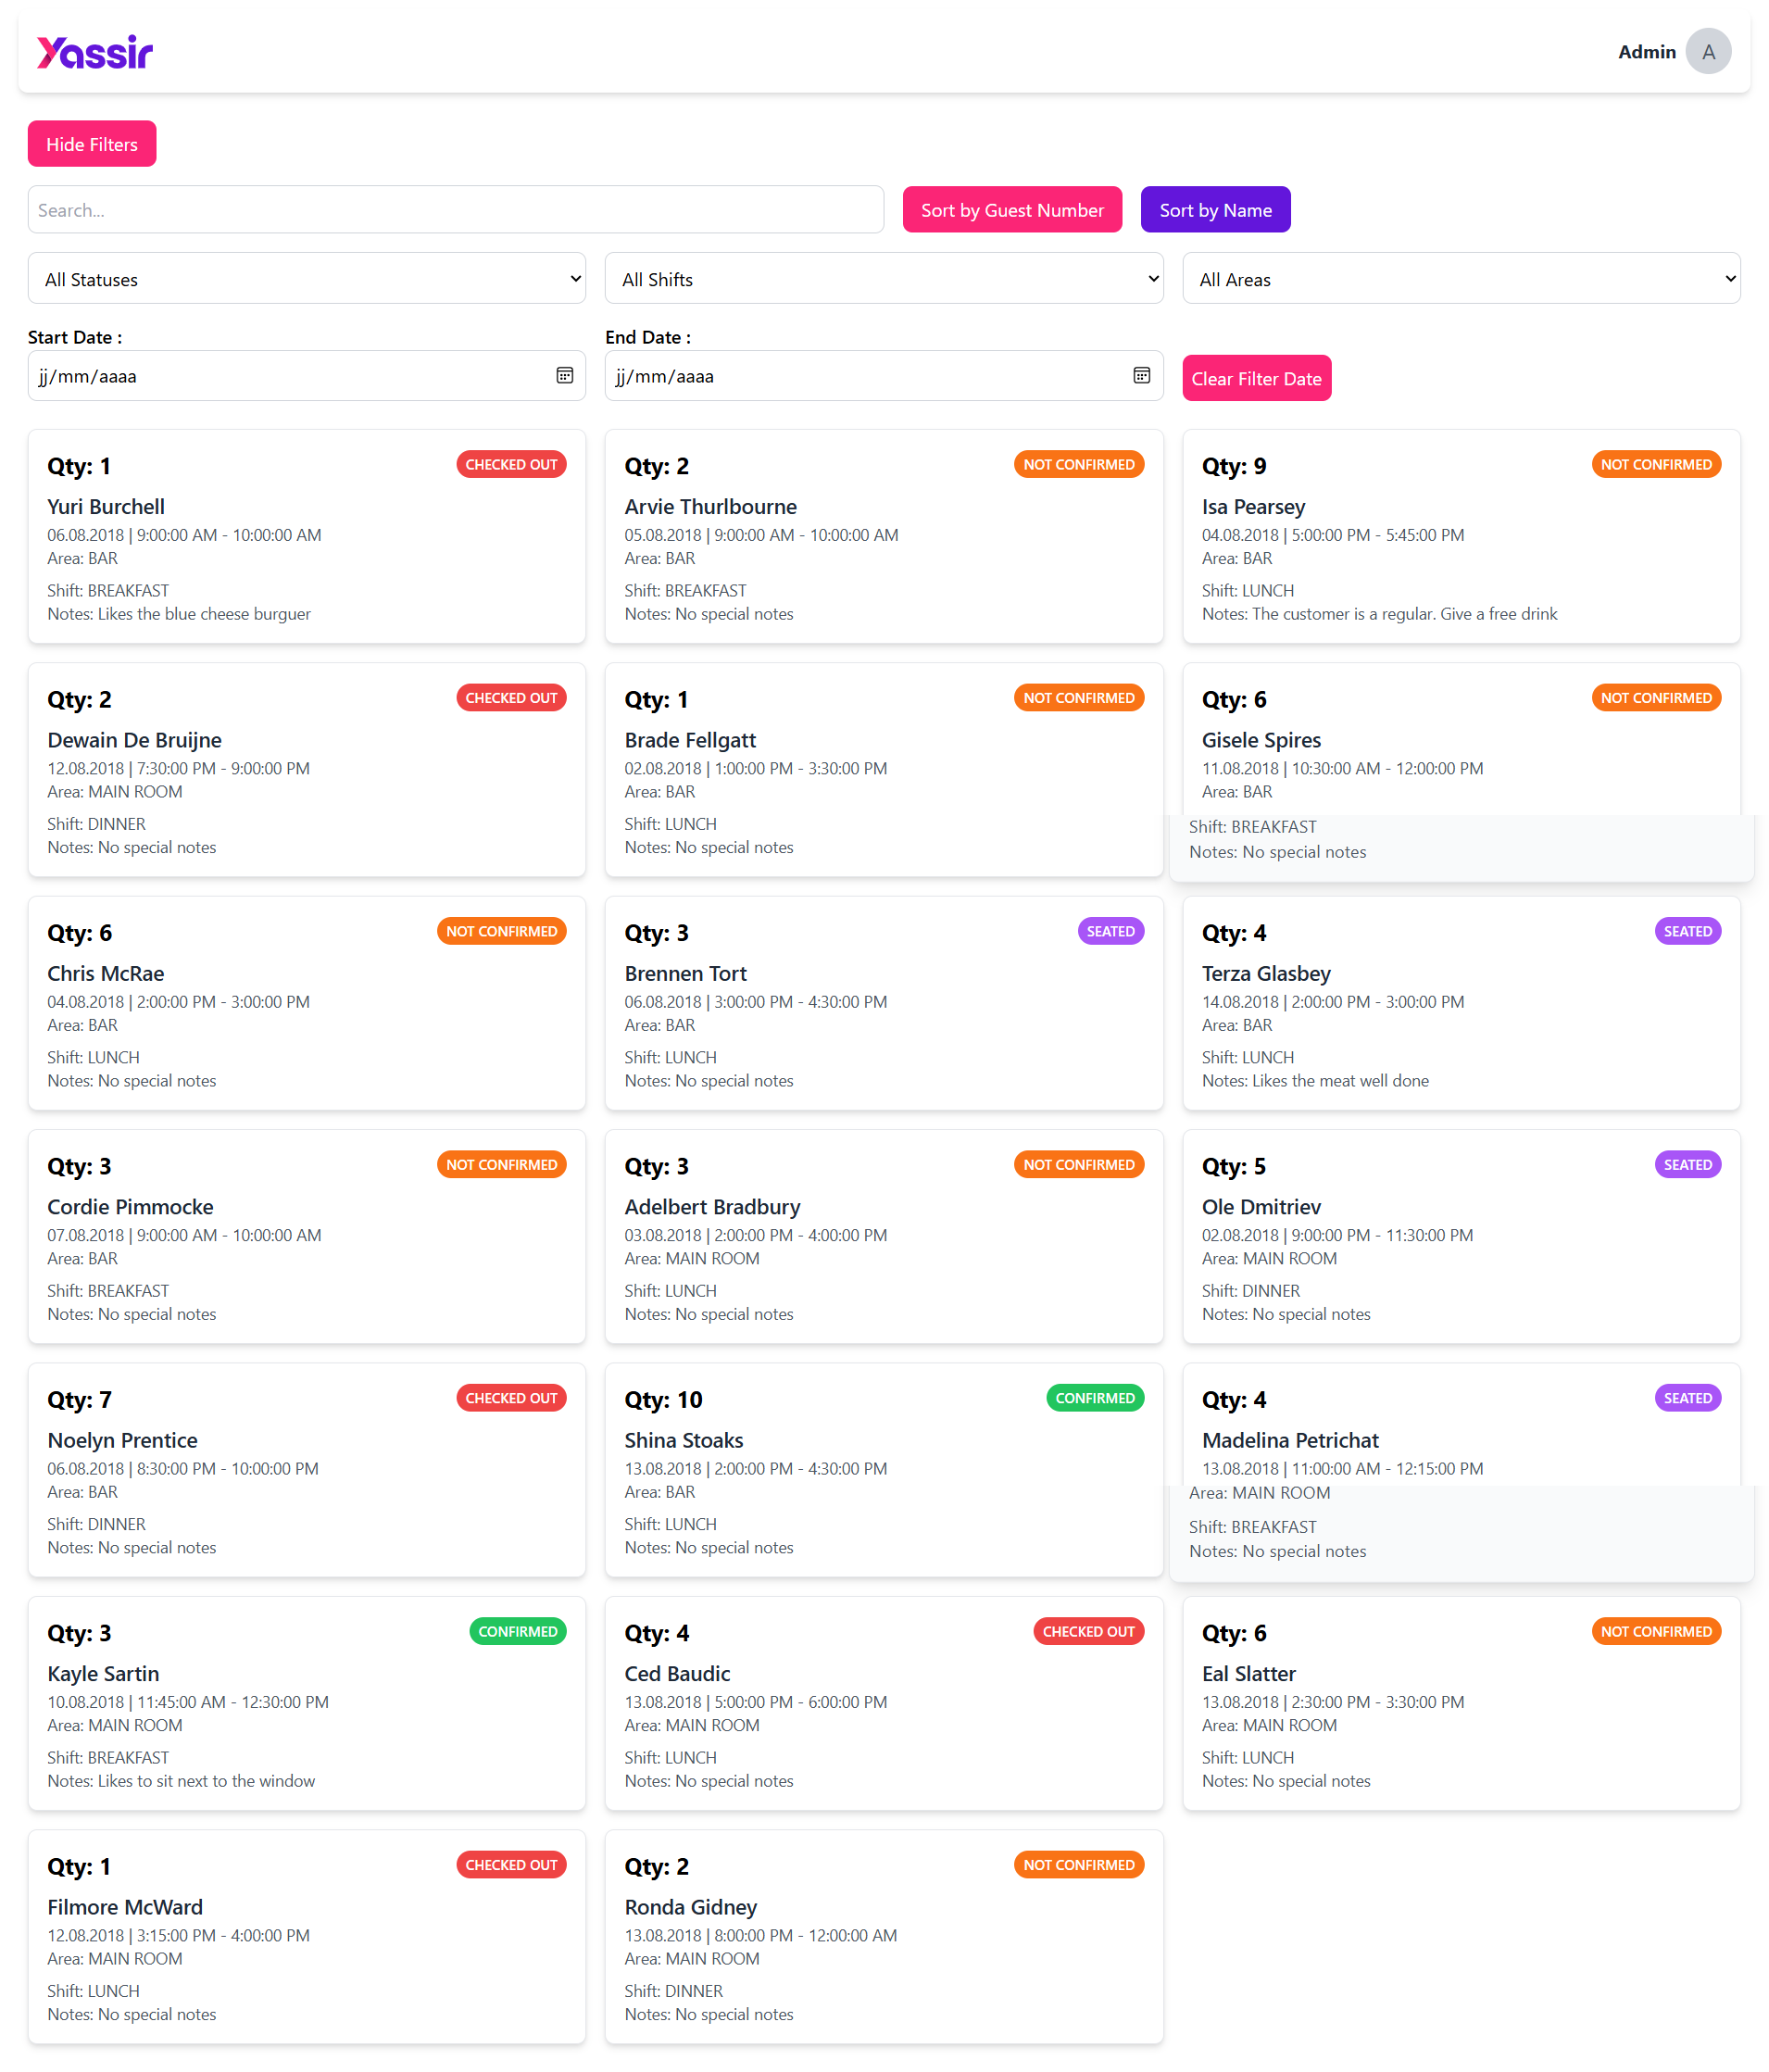 Yassir
Admin
A
Hide Filters
Search...
Sort by Guest Number
Sort by Name
All Statuses
All Shifts
All Areas
Start Date :
End Date :
jj/mm/aaaa
jj/mm/aaaa
Clear Filter Date
Qty: 1
CHECKED OUT
Yuri Burchell
06.08.2018 | 9:00:00 AM - 10:00:00 AM
Area: BAR
Shift: BREAKFAST
Notes: Likes the blue cheese burguer
Qty: 2
NOT CONFIRMED
Arvie Thurlbourne
05.08.2018 | 9:00:00 AM - 10:00:00 AM
Area: BAR
Shift: BREAKFAST
Notes: No special notes
Qty: 9
NOT CONFIRMED
Isa Pearsey
04.08.2018 | 5:00:00 PM - 5:45:00 PM
Area: BAR
Shift: LUNCH
Notes: The customer is a regular. Give a free drink
Qty: 2
CHECKED OUT
Dewain De Bruijne
12.08.2018 | 7:30:00 PM - 9:00:00 PM
Area: MAIN ROOM
Shift: DINNER
Notes: No special notes
Qty: 1
NOT CONFIRMED
Brade Fellgatt
02.08.2018 | 1:00:00 PM - 3:30:00 PM
Area: BAR
Shift: LUNCH
Notes: No special notes
Qty: 6
NOT CONFIRMED
Gisele Spires
11.08.2018 | 10:30:00 AM - 12:00:00 PM
Area: BAR
Shift: BREAKFAST
Notes: No special notes
Qty: 6
NOT CONFIRMED
Chris McRae
04.08.2018 | 2:00:00 PM - 3:00:00 PM
Area: BAR
Shift: LUNCH
Notes: No special notes
Qty: 3
SEATED
Brennen Tort
06.08.2018 | 3:00:00 PM - 4:30:00 PM
Area: BAR
Shift: LUNCH
Notes: No special notes
Qty: 4
SEATED
Terza Glasbey
14.08.2018 | 2:00:00 PM - 3:00:00 PM
Area: BAR
Shift: LUNCH
Notes: Likes the meat well done
Qty: 3
NOT CONFIRMED
Cordie Pimmocke
07.08.2018 | 9:00:00 AM - 10:00:00 AM
Area: BAR
Shift: BREAKFAST
Notes: No special notes
Qty: 3
NOT CONFIRMED
Adelbert Bradbury
03.08.2018 | 2:00:00 PM - 4:00:00 PM
Area: MAIN ROOM
Shift: LUNCH
Notes: No special notes
Qty: 5
SEATED
Ole Dmitriev
02.08.2018 | 9:00:00 PM - 11:30:00 PM
Area: MAIN ROOM
Shift: DINNER
Notes: No special notes
Qty: 7
CHECKED OUT
Noelyn Prentice
06.08.2018 | 8:30:00 PM - 10:00:00 PM
Area: BAR
Shift: DINNER
Notes: No special notes
Qty: 10
CONFIRMED
Shina Stoaks
13.08.2018 | 2:00:00 PM - 4:30:00 PM
Area: BAR
Shift: LUNCH
Notes: No special notes
Qty: 4
SEATED
Madelina Petrichat
13.08.2018 | 11:00:00 AM - 12:15:00 PM
Area: MAIN ROOM
Shift: BREAKFAST
Notes: No special notes
Qty: 3
CONFIRMED
Kayle Sartin
10.08.2018 | 11:45:00 AM - 12:30:00 PM
Area: MAIN ROOM
Shift: BREAKFAST
Notes: Likes to sit next to the window
Qty: 4
CHECKED OUT
Ced Baudic
13.08.2018 | 5:00:00 PM - 6:00:00 PM
Area: MAIN ROOM
Shift: LUNCH
Notes: No special notes
Qty: 6
NOT CONFIRMED
Eal Slatter
13.08.2018 | 2:30:00 PM - 3:30:00 PM
Area: MAIN ROOM
Shift: LUNCH
Notes: No special notes
Qty: 1
CHECKED OUT
Filmore McWard
12.08.2018 | 3:15:00 PM - 4:00:00 PM
Area: MAIN ROOM
Shift: LUNCH
Notes: No special notes
Qty: 2
NOT CONFIRMED
Ronda Gidney
13.08.2018 | 8:00:00 PM - 12:00:00 AM
Area: MAIN ROOM
Shift: DINNER
Notes: No special notes